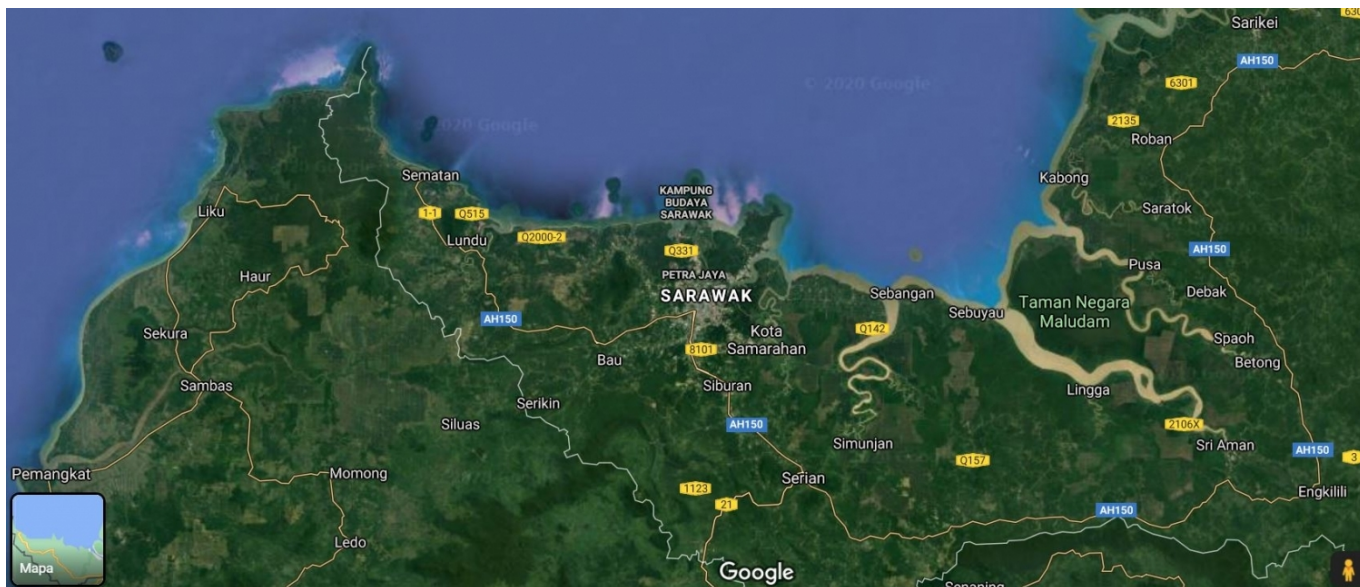 630
Sarikei
AH150
6301
© 2020 Google
2135
2020 Google
Roban
Sematan
Kabong
KAMPUNG
BUDAYA
SARAWAK
Liku
1-1
Q515
Saratok
Lundu
Q2000-2
Q331
AH150
Haur
PETRA JAYA
Pusa
SARAWAK
Sebangan
Debak
Taman Negara
Maludam
Sebuyau
AH150
Sekura
Q142
Kota
Samarahan
Spaoh
8101
Bau
Betong
Sambas
Siburan
Lingga
Serikin
Siluas
AH150
2106X
Simunjan
Sri Aman
AH150
3
Q157
Pemangkat
Momong
Serian
1123
Engkilili
21
AH150
Ledo
Mapa
Google